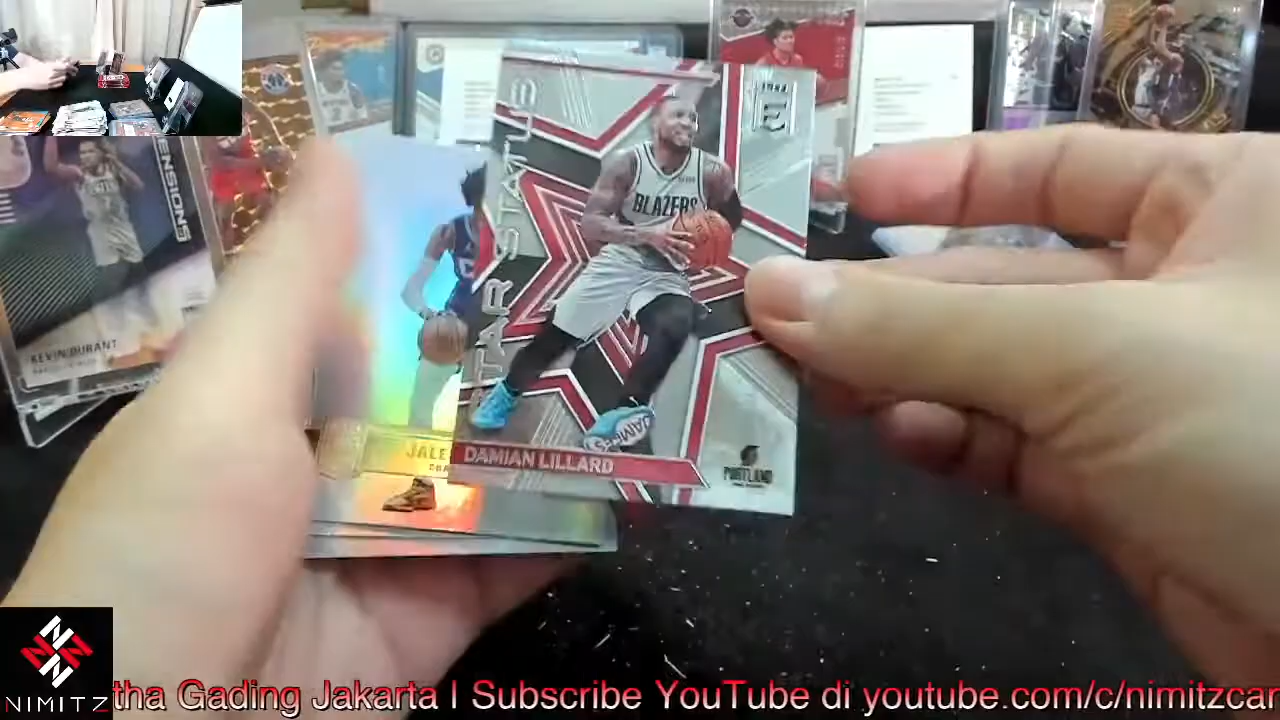 ENSIONS
KEVIN DURANT
STAR STATUS
BLAZERS
JALE
CHA
DAMIAN LILLARD
PORTLAND
NIMITZ
tha Gading Jakarta I Subscribe YouTube di youtube.com/c/nimitzcar